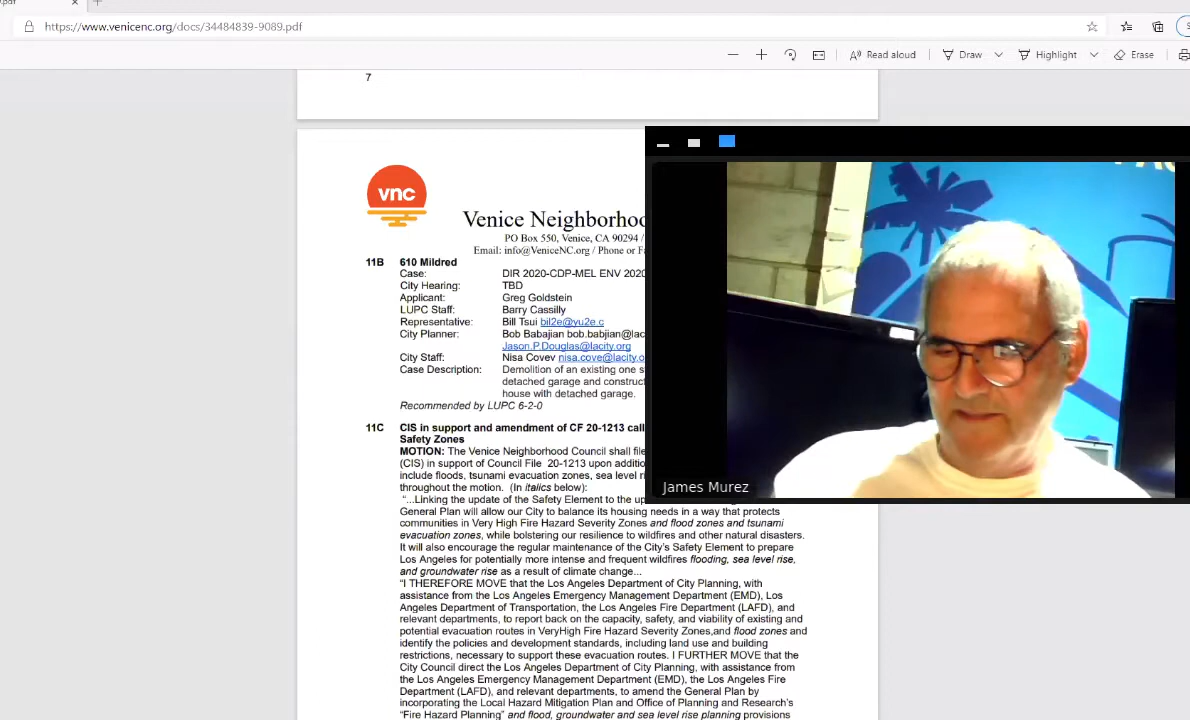 .pdf
https://www.venicenc.org/docs/34484839-9089.pdf
Read aloud
Draw
Highlight
Erase
7
vnc
Venice Neighborhoo
PO Box 550, Venice, CA 90294 /
Email: info@VeniceNC.org / Phone or Fa
11B 610 Mildred
Case: DIR 2020-CDP-MEL ENV 2020
City Hearing: TBD
Applicant: Greg Goldstein
LUPC Staff: Barry Cassilly
Representative: Bill Tsui bil2e@yu2e.c
City Planner: Bob Babajian bob.babjian@lac
Jason.P.Douglas@lacity.org
City Staff: Nisa Covev nisa.cove@lacity.o
Case Description: Demolition of an existing one s
detached garage and construct
house with detached garage.
Recommended by LUPC 6-2-0
11C CIS in support and amendment of CF 20-1213 call
Safety Zones
MOTION: The Venice Neighborhood Council shall file
(CIS) in support of Council File 20-1213 upon additio
include floods, tsunami evacuation zones, sea level ri
throughout the motion. (In italics below):
"...Linking the update of the Safety Element to the up
General Plan will allow our City to balance its housing needs in a way that protects
communities in Very High Fire Hazard Severity Zones and flood zones and tsunami
evacuation zones, while bolstering our resilience to wildfires and other natural disasters.
It will also encourage the regular maintenance of the City's Safety Element to prepare
Los Angeles for potentially more intense and frequent wildfires flooding, sea level rise,
and groundwater rise as a result of climate change...
"I THEREFORE MOVE that the Los Angeles Department of City Planning, with
assistance from the Los Angeles Emergency Management Department (EMD), Los
Angeles Department of Transportation, the Los Angeles Fire Department (LAFD), and
relevant departments, to report back on the capacity, safety, and viability of existing and
potential evacuation routes in VeryHigh Fire Hazard Severity Zones,and flood zones and
identify the policies and development standards, including land use and building
restrictions, necessary to support these evacuation routes. I FURTHER MOVE that the
City Council direct the Los Angeles Department of City Planning, with assistance from
the Los Angeles Emergency Management Department (EMD), the Los Angeles Fire
Department (LAFD), and relevant departments, to amend the General Plan by
incorporating the Local Hazard Mitigation Plan and Office of Planning and Research's
"Fire Hazard Planning" and flood, groundwater and sea level rise planning provisions
James Murez